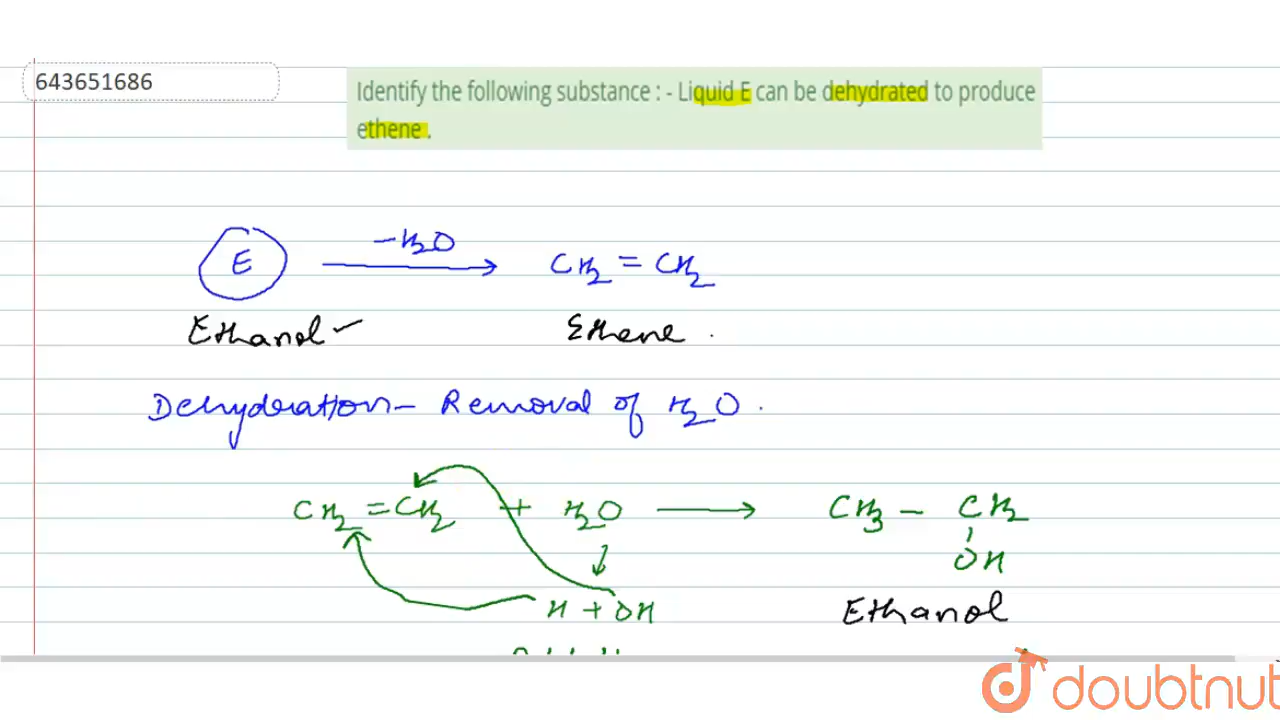 643651686
Identify the following substance : - Liquid E can be dehydrated to produce
ethene .
E -H2O → CH2 = CH2
Ethanol ✓ Ethene .
Dehydration - Removal of H2O .
CH2 = CH2 + H2O → CH3 - CH2
OH
H + OH
Ethanol
doubtnut